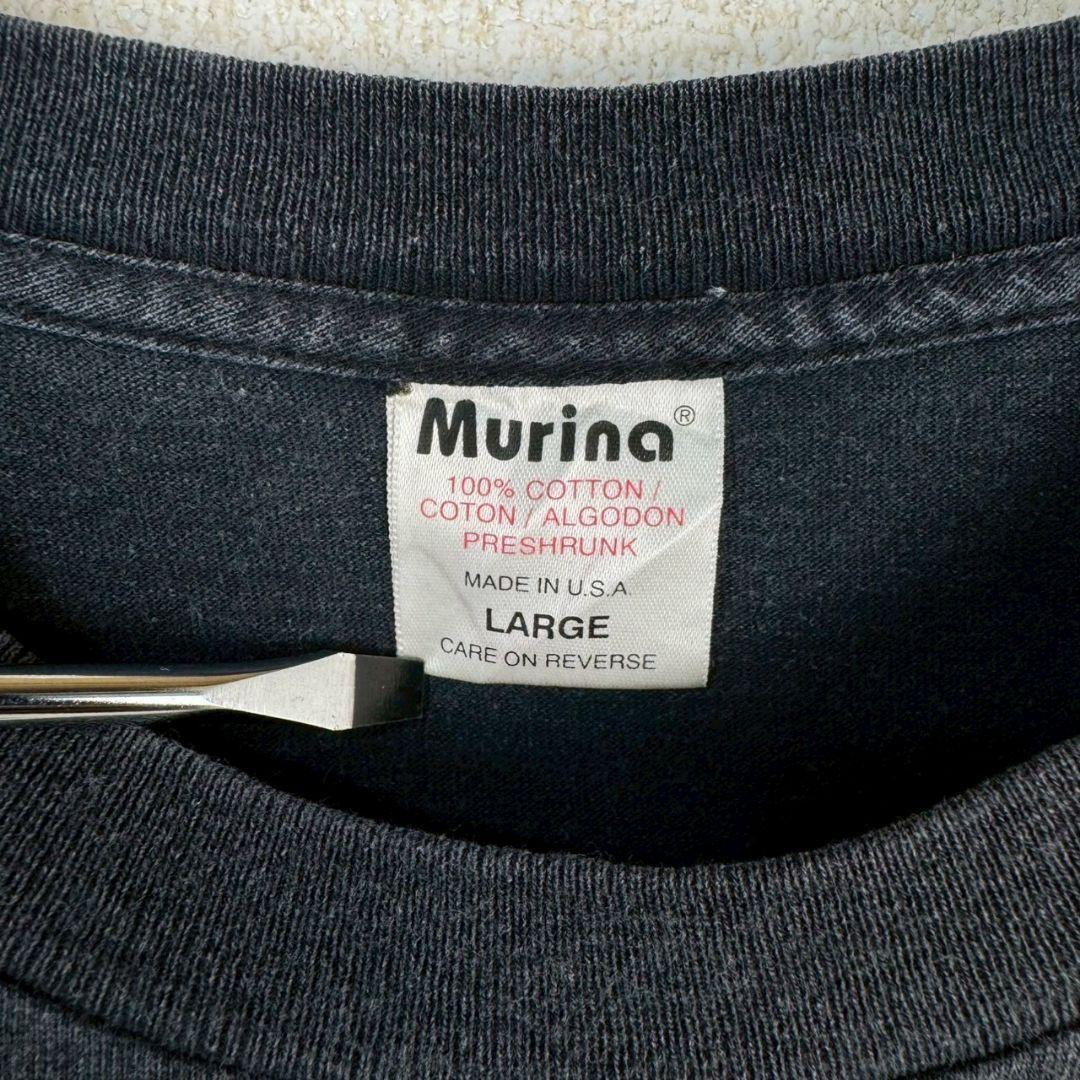 Murina®
100% COTTON /
COTON / ALGODON
PRESHRUNK
MADE IN U.S.A.
LARGE
CARE ON REVERSE